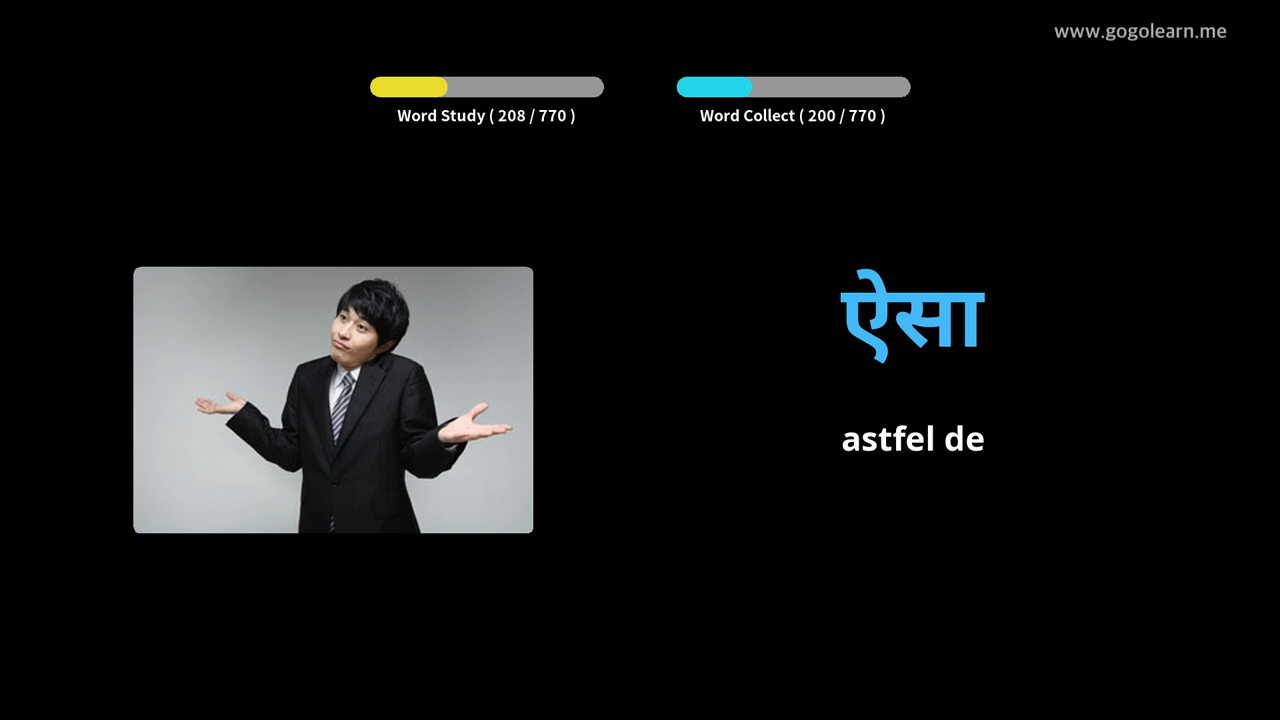 www.gogolearn.me
Word Study ( 208 / 770 )
Word Collect ( 200 / 770 )
ऐसा
astfel de